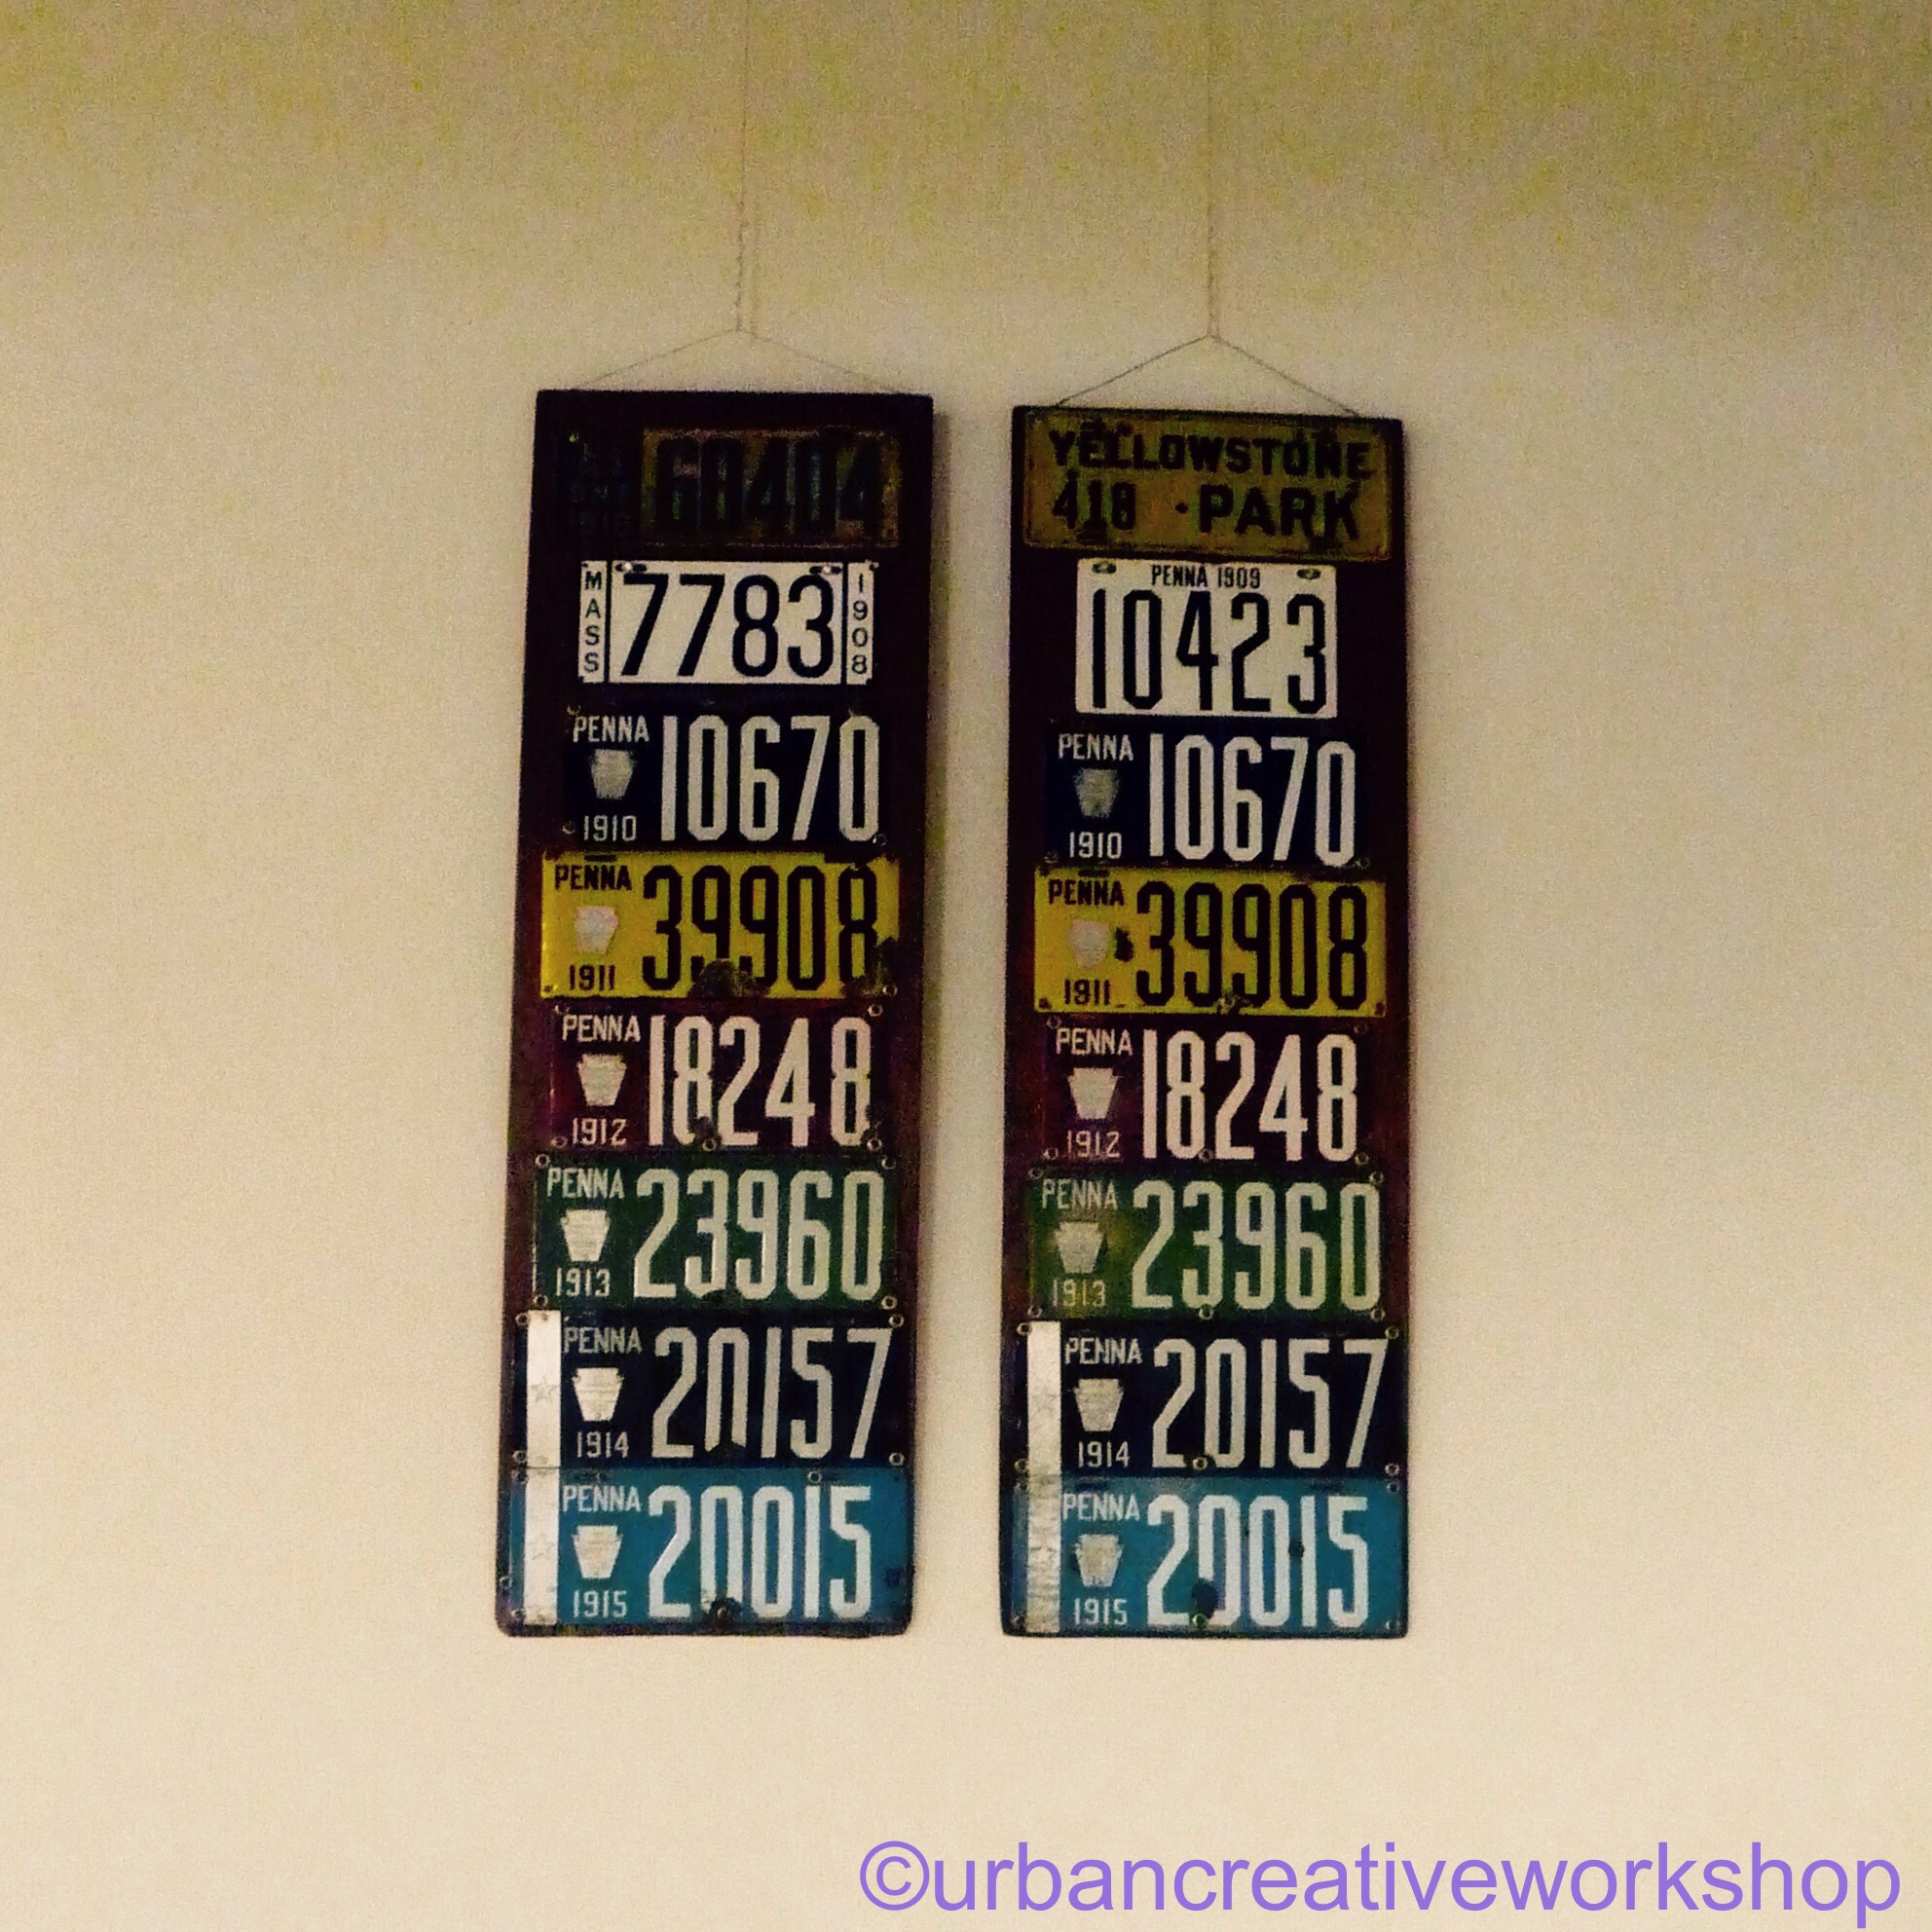 60404
MASS 7783 1908
PENNA
10670
1910
PENNA
39908
1911
PENNA
18248
1912
PENNA
23960
1913
PENNA
20157
1914
PENNA
20015
1915
YELLOWSTONE
418 · PARK
PENNA 1909
10423
PENNA
10670
1910
PENNA
39908
1911
PENNA
18248
1912
PENNA
23960
1913
PENNA
20157
1914
PENNA
20015
1915
©urbancreativeworkshop